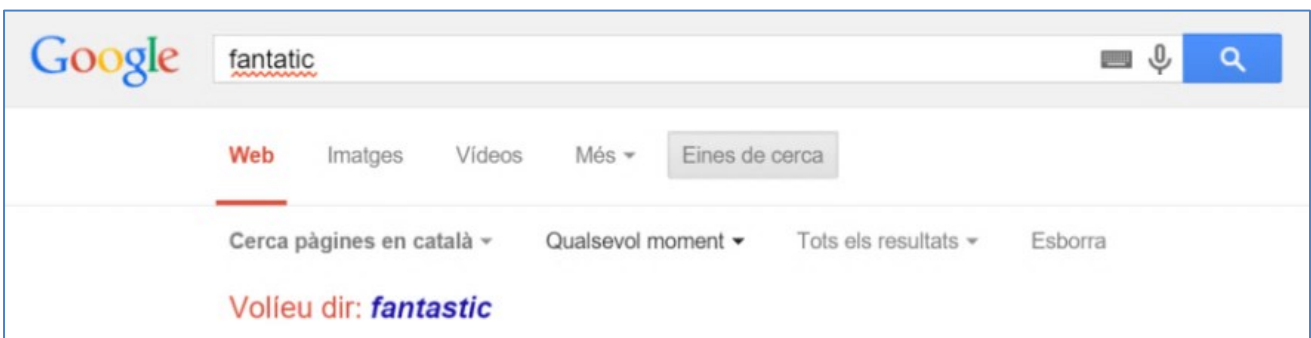 Google fantatic
Web Imatges Vídeos Més Eines de cerca
Cerca pàgines en català Qualsevol moment Tots els resultats Esborra
Volíeu dir: fantastic